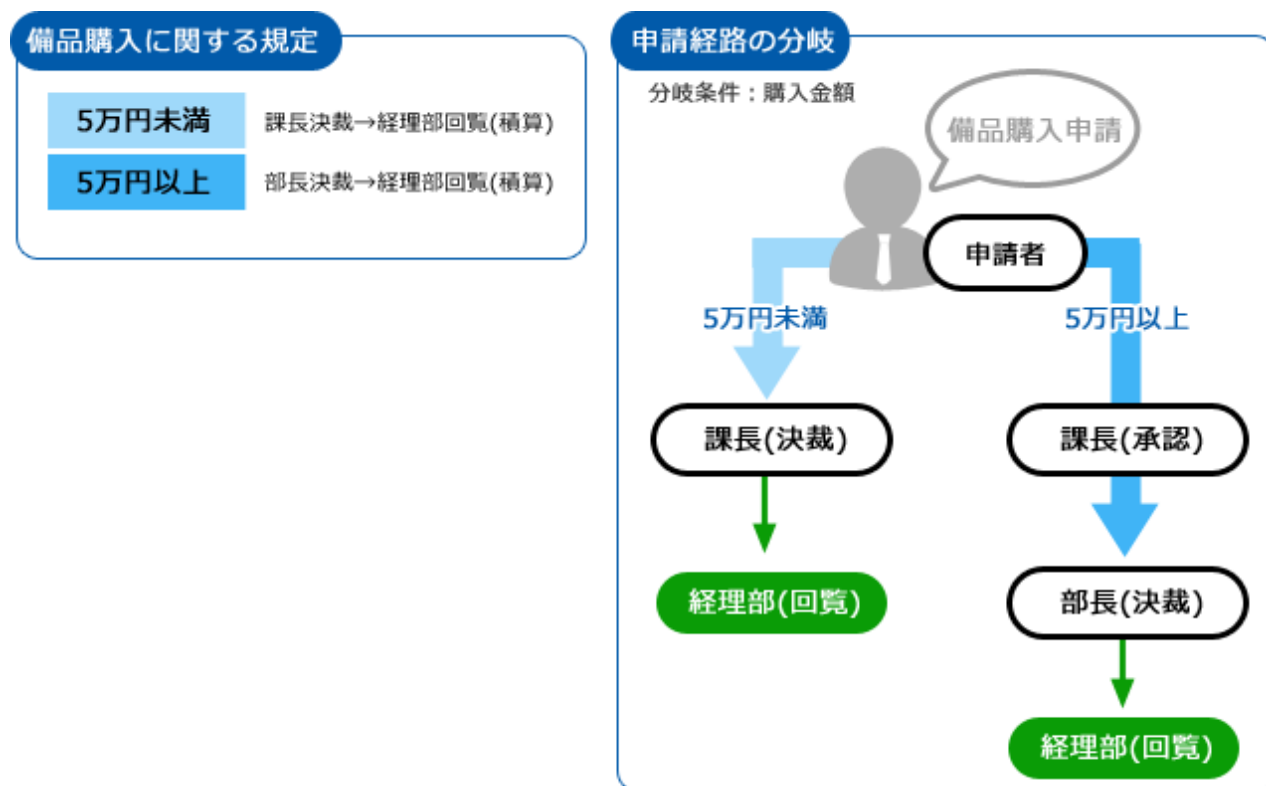 備品購入に関する規定
5万円未満
課長決裁→経理部回覧(積算)
5万円以上
部長決裁→経理部回覧(積算)
申請経路の分岐
分岐条件：購入金額
備品購入申請
申請者
5万円未満
5万円以上
課長(決裁)
課長(承認)
経理部(回覧)
部長(決裁)
経理部(回覧)